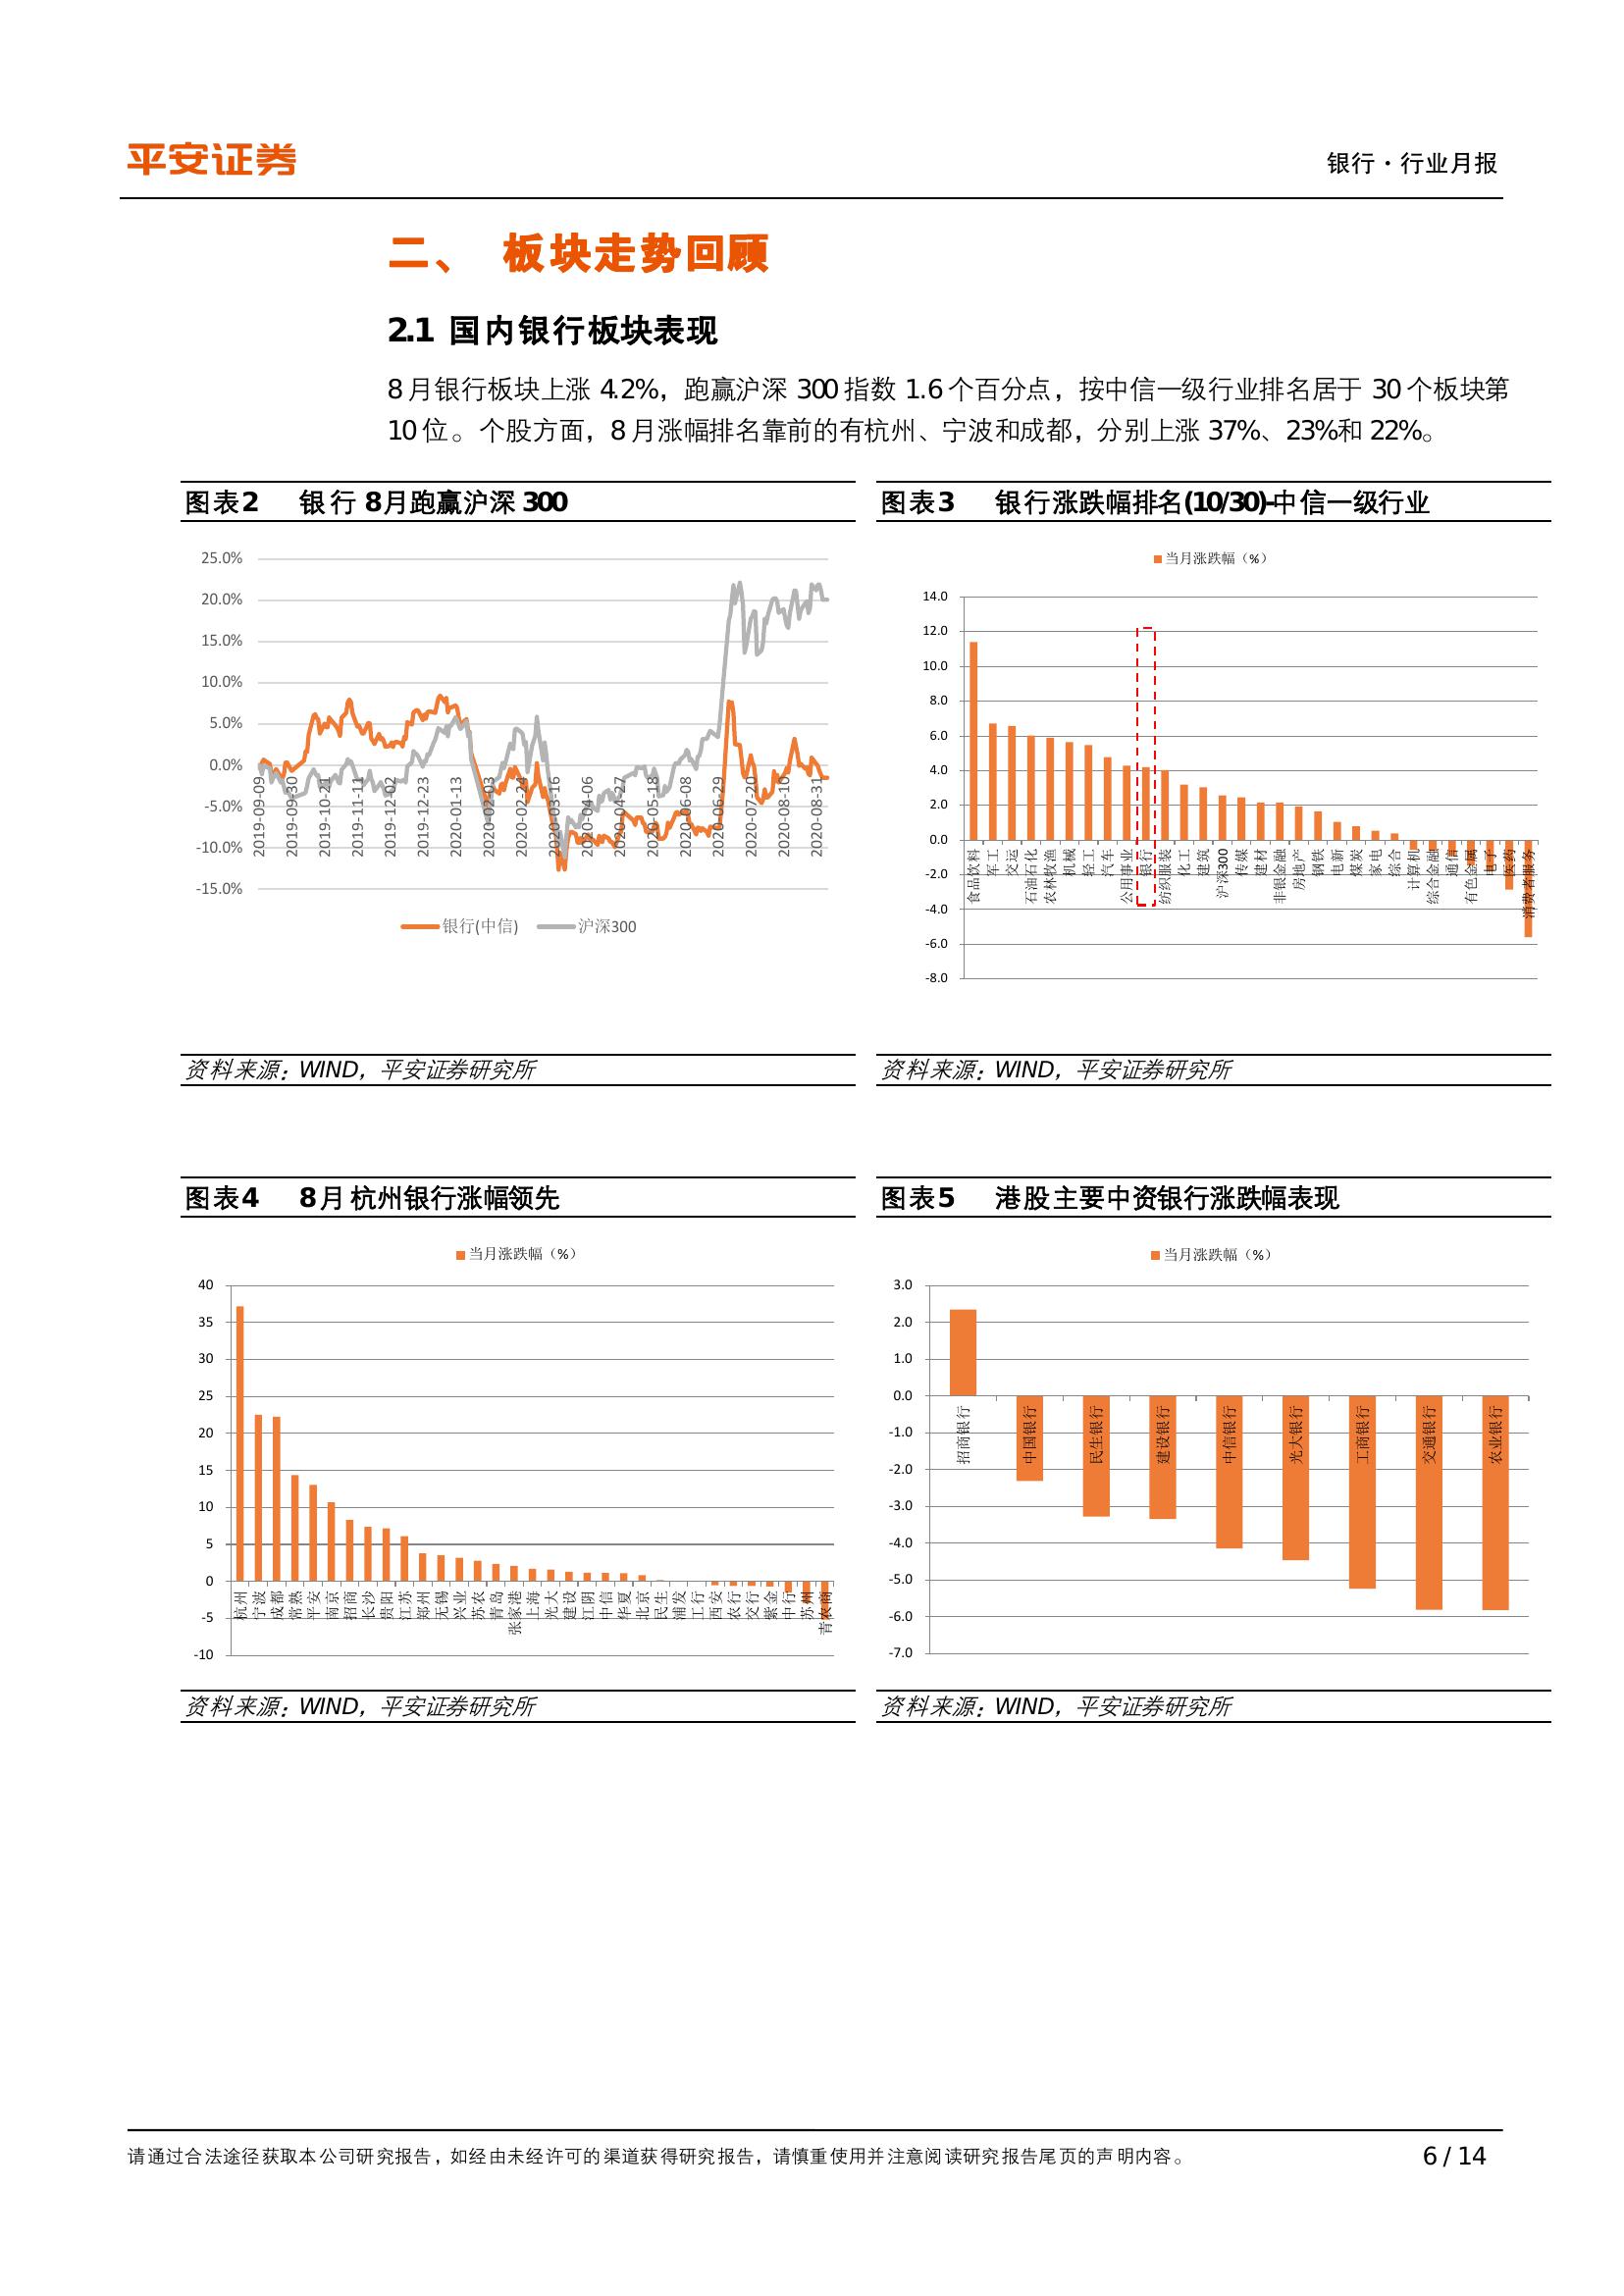 平安证券
银行·行业月报
二、 板块走势回顾
2.1 国内银行板块表现
8月银行板块上涨 4.2%，跑赢沪深 300 指数 1.6 个百分点，按中信一级行业排名居于 30 个板块第
10 位。个股方面，8 月涨幅排名靠前的有杭州、宁波和成都，分别上涨 37%、23%和 22%。
图表2 银行 8月跑赢沪深 300
25.0%
20.0%
15.0%
10.0%
5.0%
0.0%
-5.0%
-10.0%
-15.0%
2019-09-09
2019-09-30
2019-10-21
2019-11-11
2019-12-02
2019-12-23
2020-01-13
2020-02-03
2020-02-24
2020-03-16
2020-04-06
2020-04-27
2020-05-18
2020-06-08
2020-06-29
2020-07-20
2020-08-10
2020-08-31
银行(中信) 沪深300
资料来源：WIND，平安证券研究所
图表3 银行涨跌幅排名(10/30)-中信一级行业
当月涨跌幅（%）
14.0
12.0
10.0
8.0
6.0
4.0
2.0
0.0
-2.0
-4.0
-6.0
-8.0
食品饮料
军工
交运
石油石化
农林牧渔
机械
轻工
汽车
公用事业
银行
纺织服装
化工
建筑
沪深300
传媒
建材
非银金融
房地产
钢铁
电新
煤炭
家电
综合
计算机
综合金融
通信
有色金属
电子
医药
消费者服务
资料来源：WIND，平安证券研究所
图表4 8月杭州银行涨幅领先
当月涨跌幅（%）
40
35
30
25
20
15
10
5
0
-5
-10
杭州
宁波
成都
常熟
平安
南京
招商
长沙
贵阳
江苏
郑州
无锡
兴业
苏农
青岛
张家港
上海
光大
建设
江阴
中信
华夏
北京
民生
浦发
工行
西安
农行
交行
紫金
中行
苏州
青农商
资料来源：WIND，平安证券研究所
图表5 港股主要中资银行涨跌幅表现
当月涨跌幅（%）
3.0
2.0
1.0
0.0
-1.0
-2.0
-3.0
-4.0
-5.0
-6.0
-7.0
招商银行
中国银行
民生银行
建设银行
中信银行
光大银行
工商银行
交通银行
农业银行
资料来源：WIND，平安证券研究所
请通过合法途径获取本公司研究报告，如经由未经许可的渠道获得研究报告，请慎重使用并注意阅读研究报告尾页的声明内容。
6 / 14